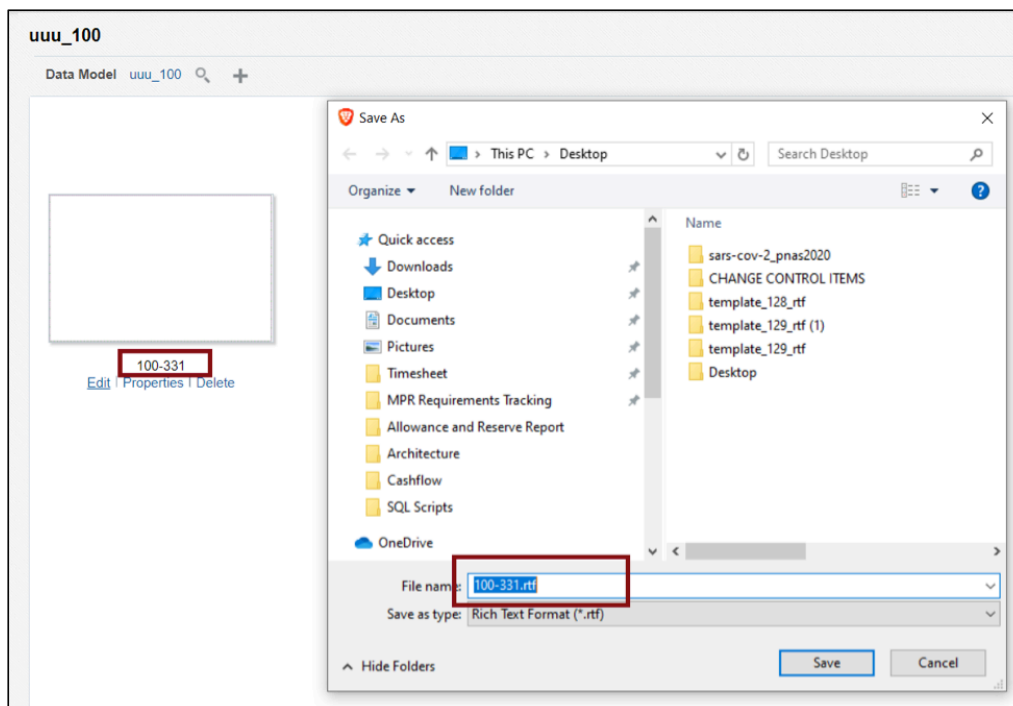 uuu_100
Data Model uuu_100
100-331
Edit | Properties | Delete
Save As
This PC > Desktop
Search Desktop
Organize
New folder
Name
Quick access
Downloads
Desktop
Documents
Pictures
Timesheet
MPR Requirements Tracking
Allowance and Reserve Report
Architecture
Cashflow
SQL Scripts
OneDrive
sars-cov-2_pnas2020
CHANGE CONTROL ITEMS
template_128_rtf
template_129_rtf (1)
template_129_rtf
Desktop
File name: 100-331.rtf
Save as type: Rich Text Format (*.rtf)
Hide Folders
Save
Cancel